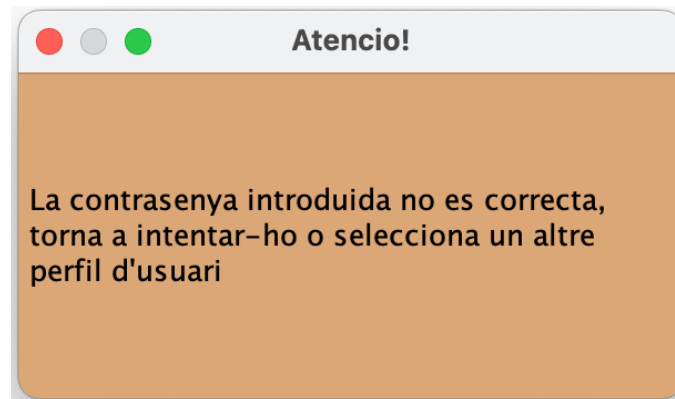 Atencio!
La contrasenya introduida no es correcta,
torna a intentar-ho o selecciona un altre
perfil d'usuari